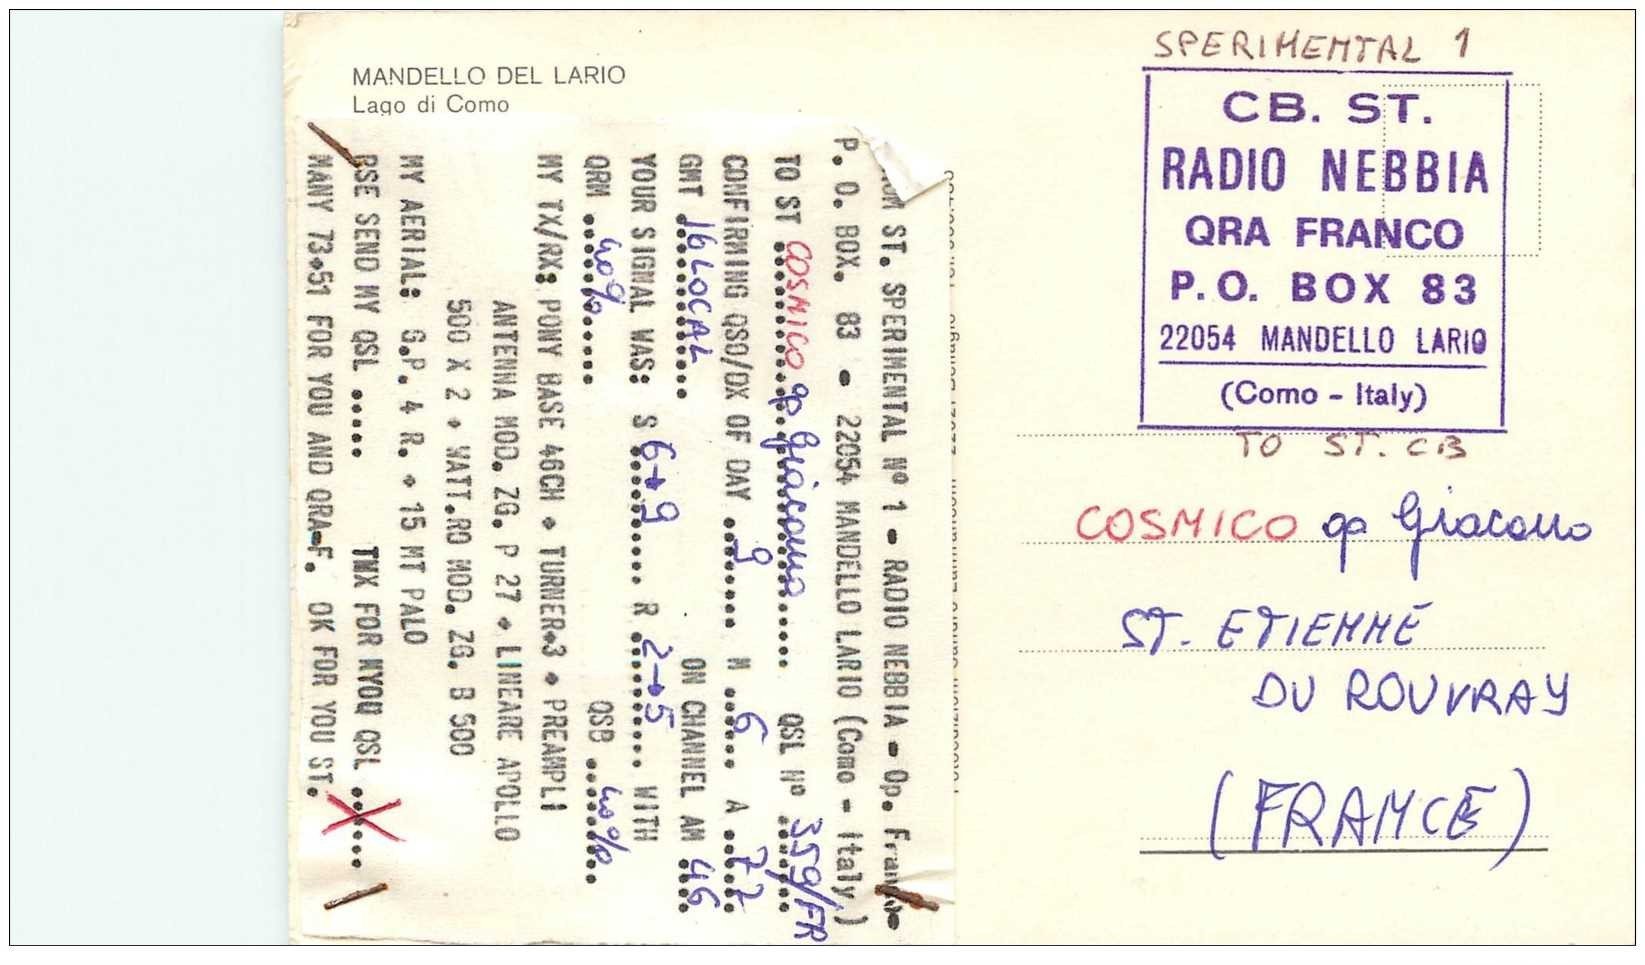 MANDELLO DEL LARIO
Lago di Como
ST. SPERIMENTAL Nº 1 - RADIO NEBBIA - Op.
P. O. BOX. 83 - 22054 MANDELLO LARIO (Como - Italy)
TO ST COSMICO op Giacomo QSL Nº 359/FR
CONFIRMING QSO/DX OF DAY 9 M 6 A 77
GMT 16 LOCAL ON CHANNEL AM 46
YOUR SIGNAL WAS: S 6→9 R 2→5 WITH
QRM 40% QSB 40%
MY TX/RX: PONY BASE 46CH + TURNER+3 + PREAMPLI
ANTENNA MOD. ZG. P 27 + LINEARE APOLLO
500 X 2 + WATT.RO MOD. ZG. B 500
MY AERIAL: G.P. 4 R. + 15 MT PALO
PSE SEND MY QSL ..... TNX FOR QSL ...... X
MANY 73+51 FOR YOU AND QRA-F. OK FOR YOU ST.
SPERIMENTAL 1
CB. ST.
RADIO NEBBIA
QRA FRANCO
P.O. BOX 83
22054 MANDELLO LARIO
(Como - Italy)
TO ST. CB
COSMICO op Giacomo
ST. ETIENNE
DU ROUVRAY
(FRANCE)